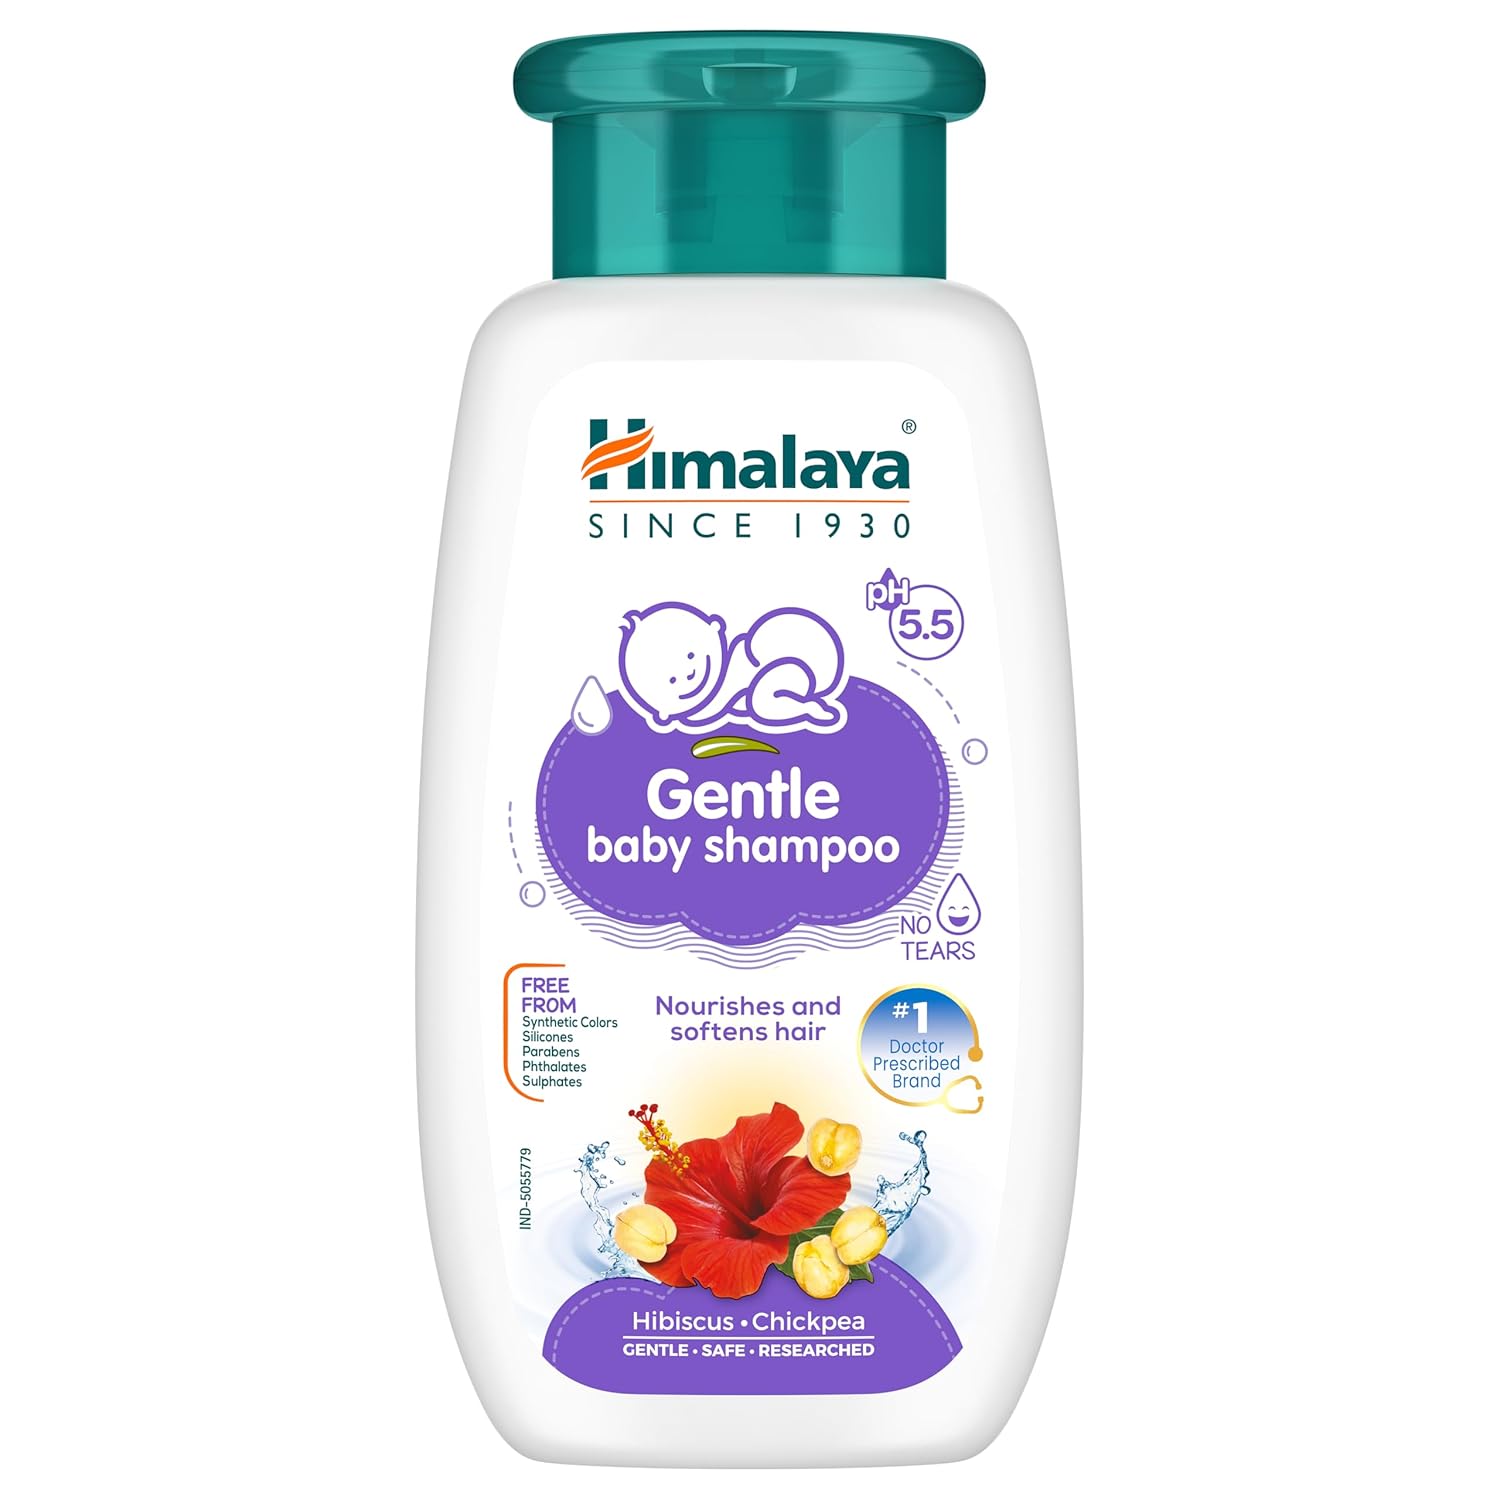 Himalaya®
SINCE 1930
pH
5.5
Gentle
baby shampoo
NO
TEARS
FREE
FROM
Synthetic Colors
Silicones
Parabens
Phthalates
Sulphates
Nourishes and
softens hair
#1
Doctor
Prescribed
Brand
IND-5055779
Hibiscus • Chickpea
GENTLE • SAFE • RESEARCHED